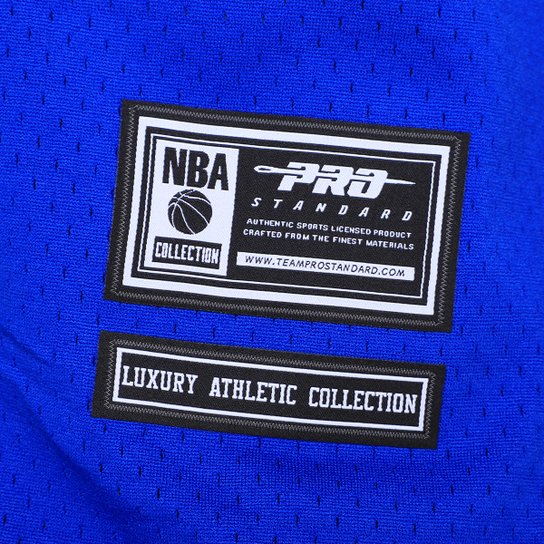 NBA
COLLECTION
PRO
STANDARD
AUTHENTIC SPORTS LICENSED PRODUCT
CRAFTED FROM THE FINEST MATERIALS
WWW.TEAMPROSTANDARD.COM
LUXURY ATHLETIC COLLECTION